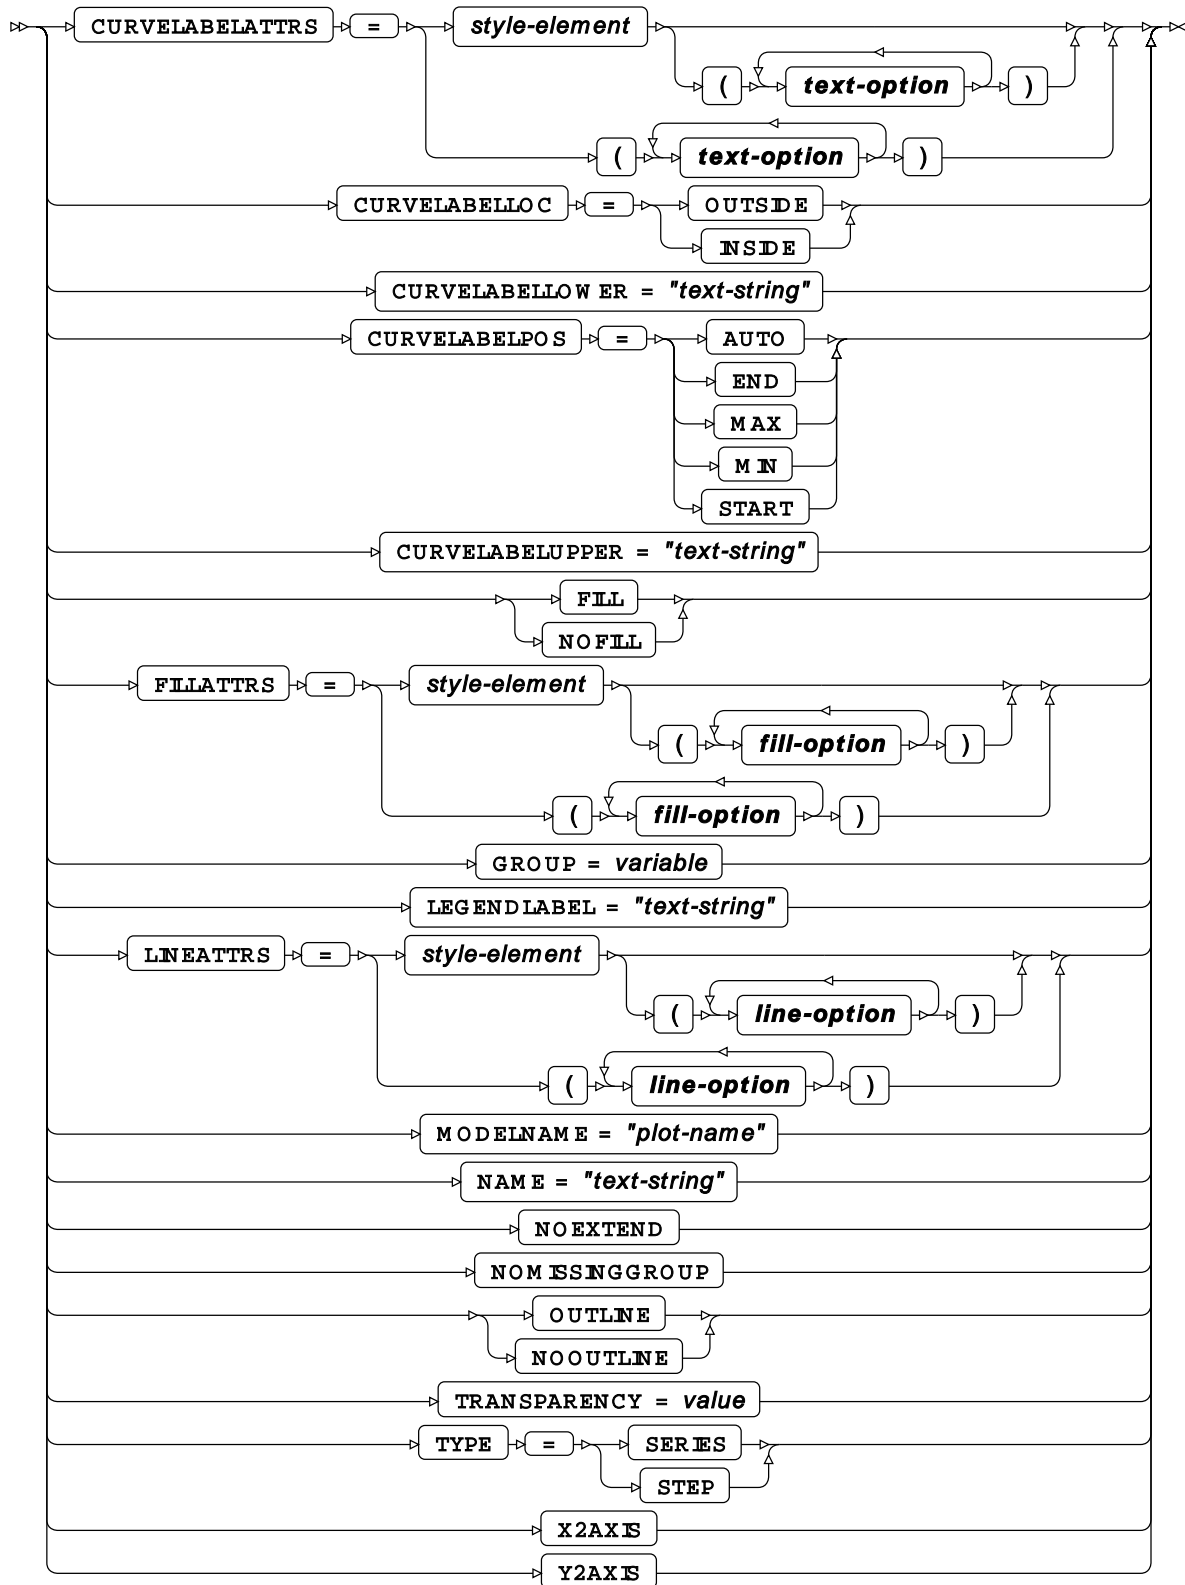 CURVELABELATTRS = style-element
( text-option )
( text-option )
CURVELABELLOC = OUTSIDE
INSIDE
CURVELABELLOWER = "text-string"
CURVELABELPOS = AUTO
END
MAX
MIN
START
CURVELABELUPPER = "text-string"
FILL
NOFILL
FILLATTRS = style-element
( fill-option )
( fill-option )
GROUP = variable
LEGENDLABEL = "text-string"
LINEATTRS = style-element
( line-option )
( line-option )
MODELNAME = "plot-name"
NAME = "text-string"
NOEXTEND
NOMISSINGGROUP
OUTLINE
NOOUTLINE
TRANSPARENCY = value
TYPE = SERIES
STEP
X2AXIS
Y2AXIS